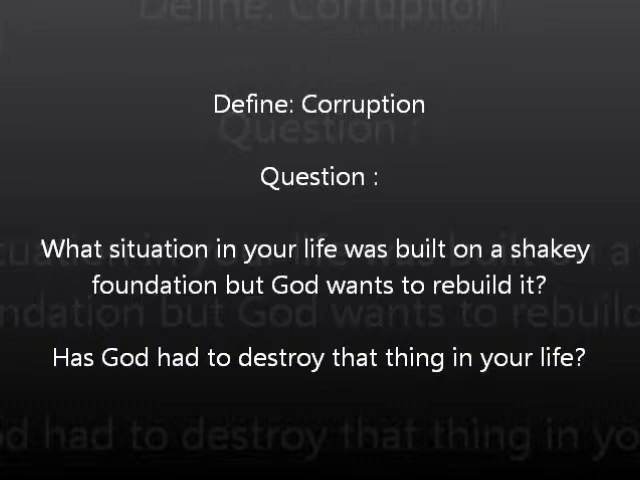 Define: Corruption
Question :
What situation in your life was built on a shakey
foundation but God wants to rebuild it?
Has God had to destroy that thing in your life?